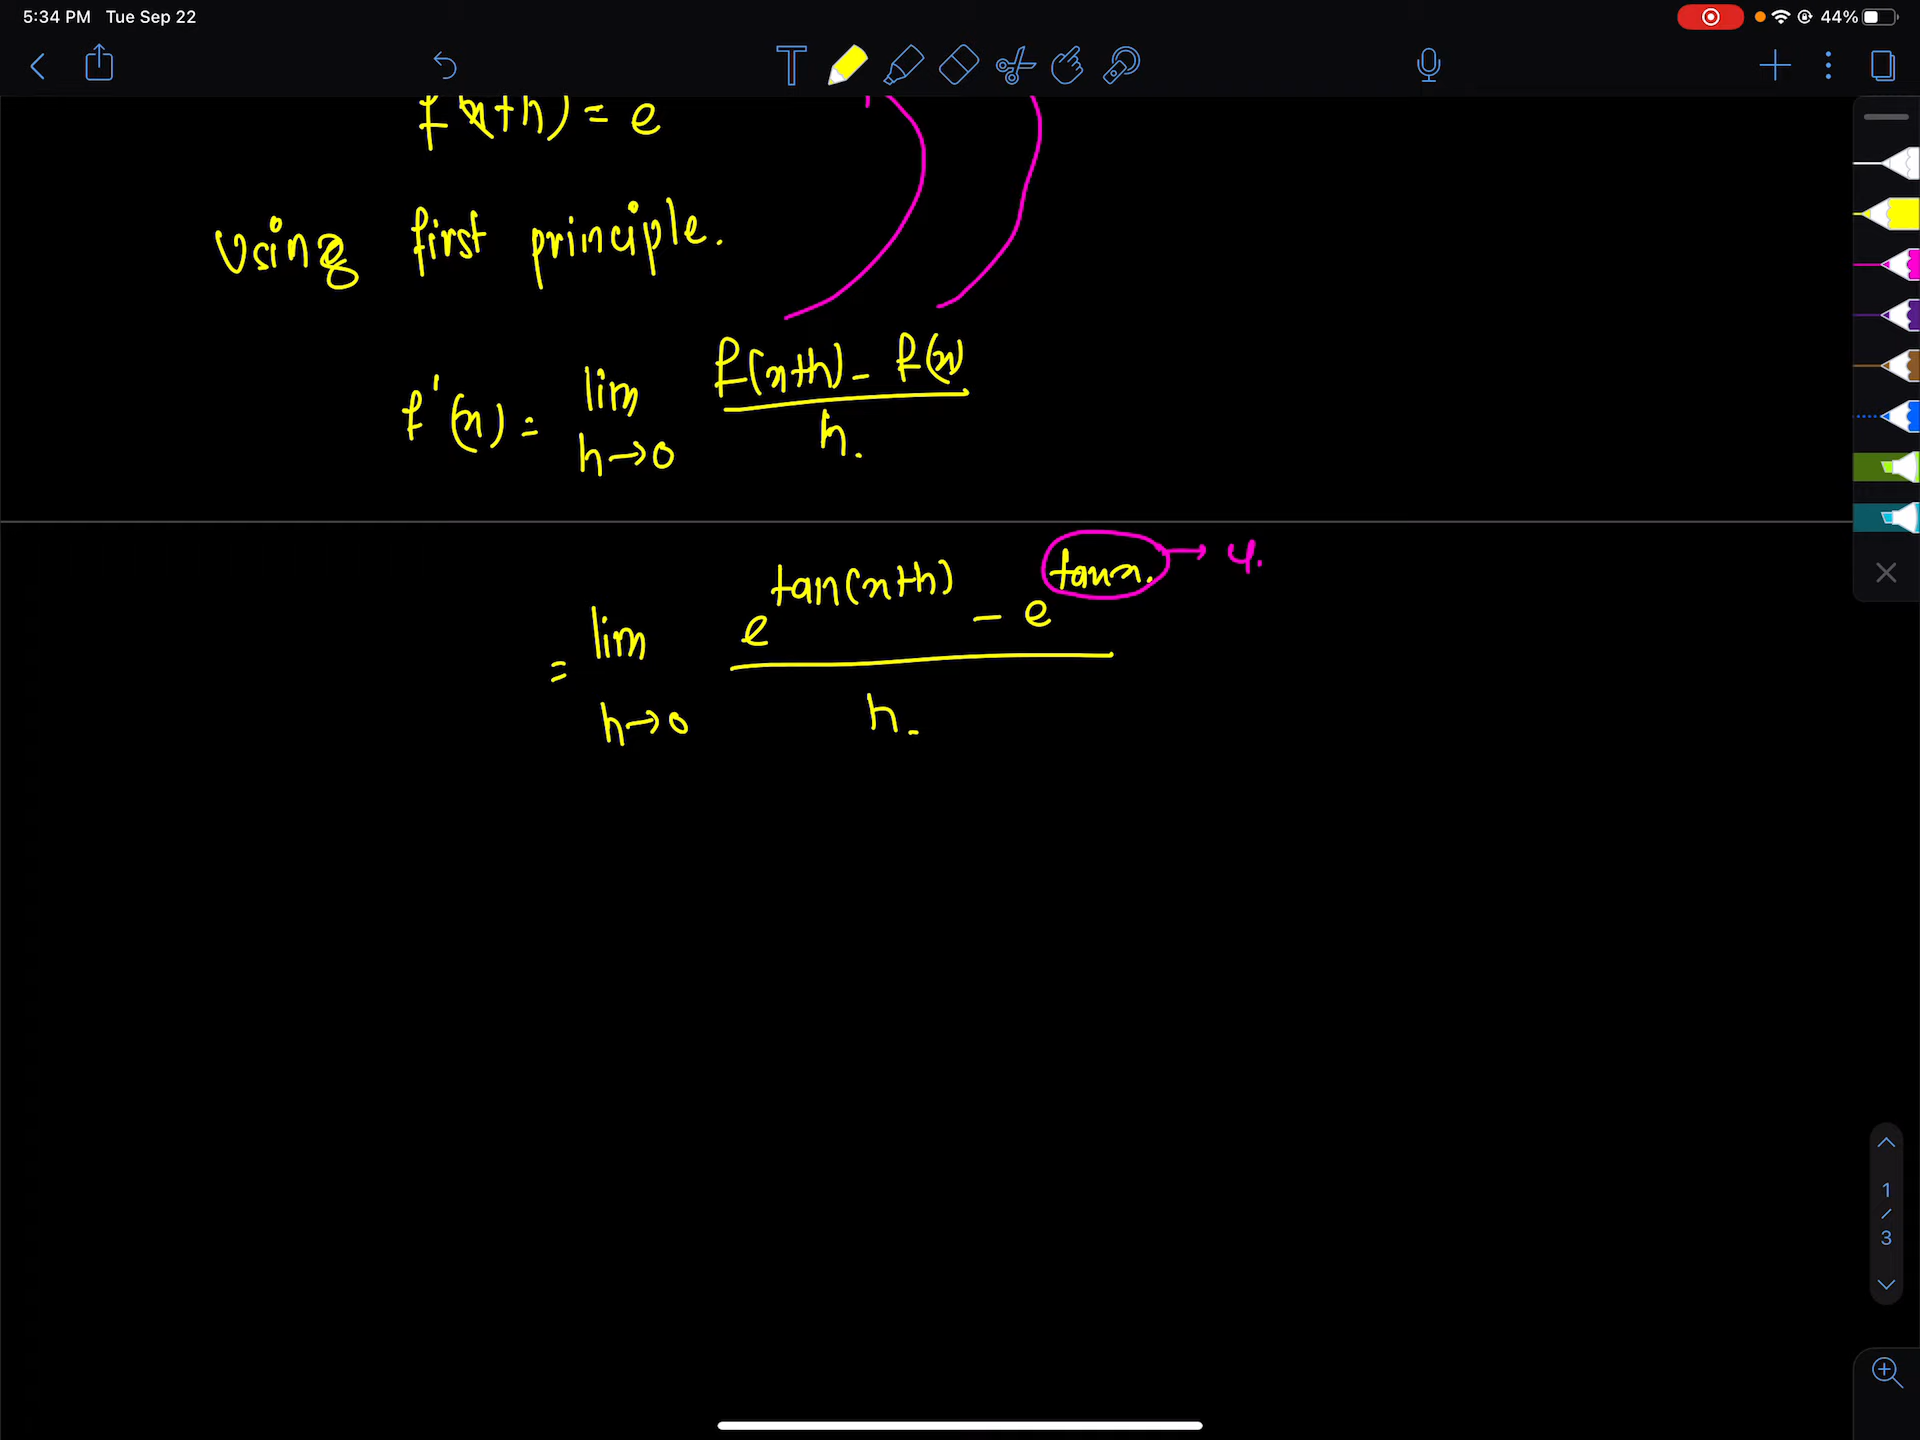 5:34 PM Tue Sep 22
44%
T
f(x+h) = e
Using first principle.
f'(x) = lim h→0 f(x+h) - f(x) / h.
= lim h→0 e^tan(x+h) - e^tanx. / h. → 4.
1
/
3